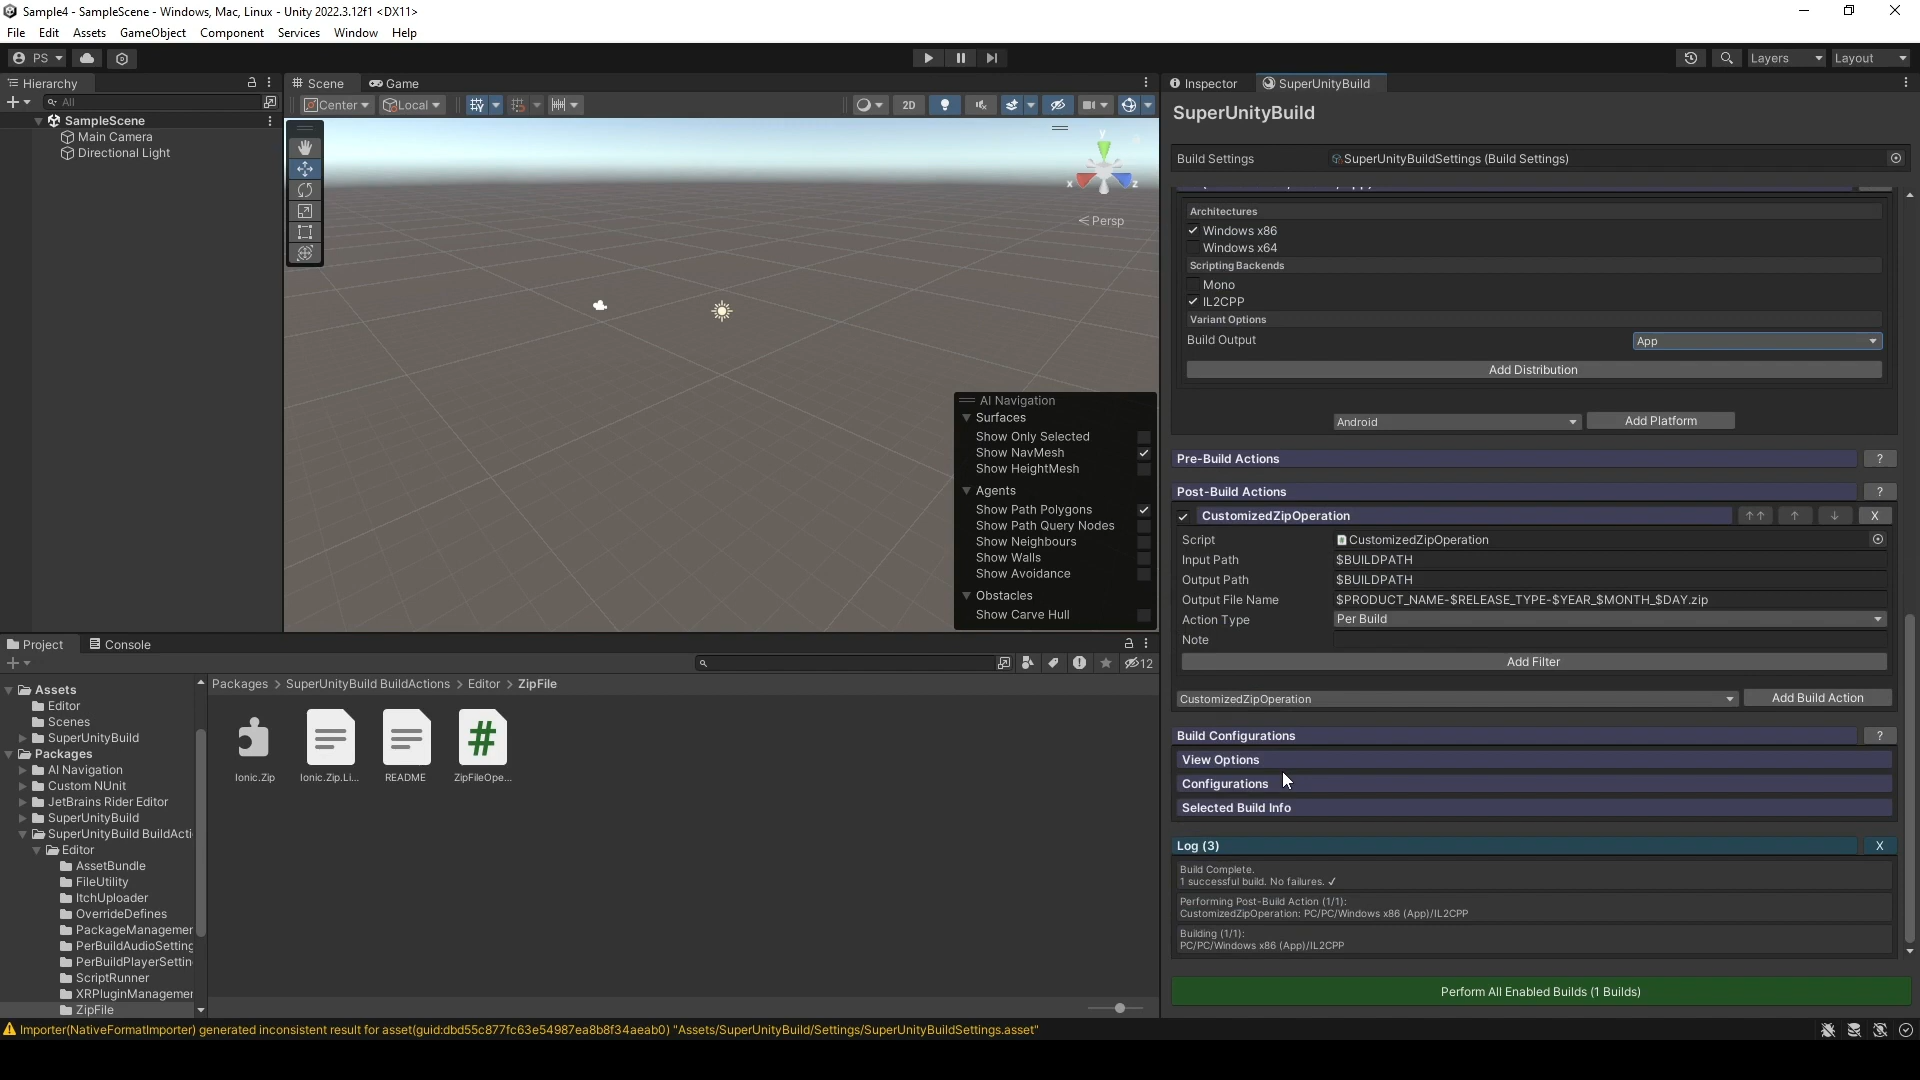 Sample4 - SampleScene - Windows, Mac, Linux - Unity 2022.3.12f1 <DX11>
File Edit Assets GameObject Component Services Window Help
PS Layers Layout
Hierarchy
All
SampleScene
Main Camera
Directional Light
Scene Game
Center Local 2D
y
x z
Persp
AI Navigation
Surfaces
Show Only Selected
Show NavMesh
Show HeightMesh
Agents
Show Path Polygons
Show Path Query Nodes
Show Neighbours
Show Walls
Show Avoidance
Obstacles
Show Carve Hull
Inspector SuperUnityBuild
SuperUnityBuild
Build Settings SuperUnityBuildSettings (Build Settings)
Architectures
Windows x86
Windows x64
Scripting Backends
Mono
IL2CPP
Variant Options
Build Output App
Add Distribution
Android Add Platform
Pre-Build Actions ?
Post-Build Actions ?
CustomizedZipOperation X
Script CustomizedZipOperation
Input Path $BUILDPATH
Output Path $BUILDPATH
Output File Name $PRODUCT_NAME-$RELEASE_TYPE-$YEAR_$MONTH_$DAY.zip
Action Type Per Build
Note
Add Filter
CustomizedZipOperation Add Build Action
Build Configurations ?
View Options
Configurations
Selected Build Info
Log (3) X
Build Complete.
1 successful build. No failures. ✓
Performing Post-Build Action (1/1):
CustomizedZipOperation: PC/PC/Windows x86 (App)/IL2CPP
Building (1/1):
PC/PC/Windows x86 (App)/IL2CPP
Perform All Enabled Builds (1 Builds)
Project Console
12
Assets
Editor
Scenes
SuperUnityBuild
Packages
AI Navigation
Custom NUnit
JetBrains Rider Editor
SuperUnityBuild
SuperUnityBuild BuildActi
Editor
AssetBundle
FileUtility
ItchUploader
OverrideDefines
PackageManagemer
PerBuildAudioSetting
PerBuildPlayerSettin
ScriptRunner
XRPluginManagemer
ZipFile
Packages > SuperUnityBuild BuildActions > Editor > ZipFile
Ionic.Zip Ionic.Zip.Li... README ZipFileOpe...
Importer(NativeFormatImporter) generated inconsistent result for asset(guid:dbd55c877fc63e54987ea8b8f34aeab0) "Assets/SuperUnityBuild/Settings/SuperUnityBuildSettings.asset"